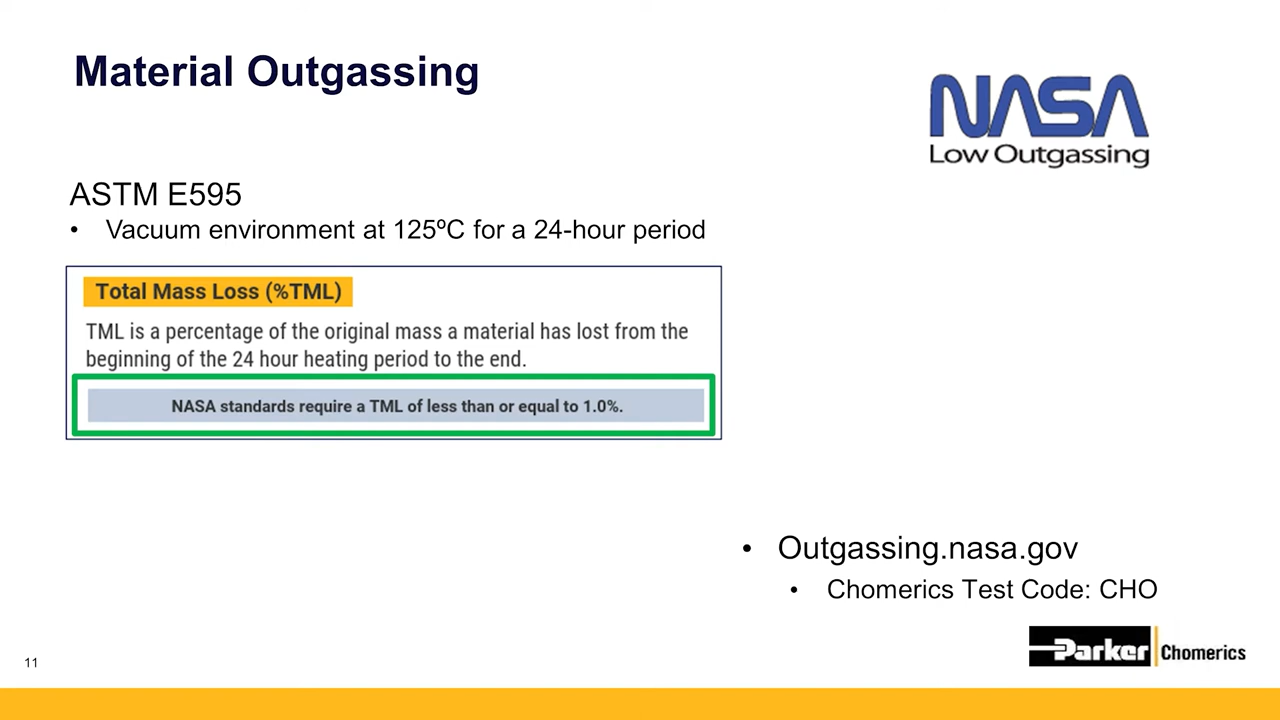 Material Outgassing
NASA
Low Outgassing
ASTM E595
• Vacuum environment at 125ºC for a 24-hour period
Total Mass Loss (%TML)
TML is a percentage of the original mass a material has lost from the
beginning of the 24 hour heating period to the end.
NASA standards require a TML of less than or equal to 1.0%.
• Outgassing.nasa.gov
• Chomerics Test Code: CHO
Parker Chomerics
11